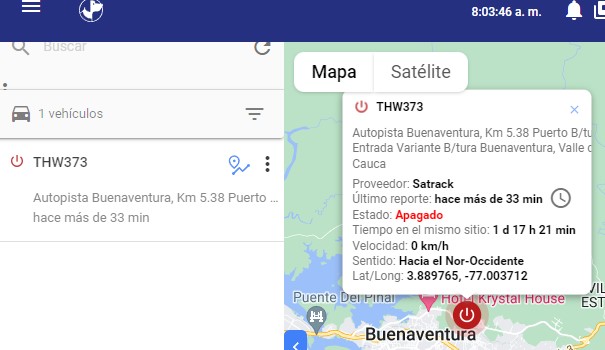 8:03:46 a. m.
Buscar
1 vehículos
THW373
Autopista Buenaventura, Km 5.38 Puerto ...
hace más de 33 min
Mapa
Satélite
THW373
Autopista Buenaventura, Km 5.38 Puerto B/tu
Entrada Variante B/tura Buenaventura, Valle
Cauca
Proveedor: Satrack
Último reporte: hace más de 33 min
Estado: Apagado
Tiempo en el mismo sitio: 1 d 17 h 21 min
Velocidad: 0 km/h
Sentido: Hacia el Nor-Occidente
Lat/Long: 3.889765, -77.003712
Puente Del Piñal
Hotel Krystal House
Buenaventura